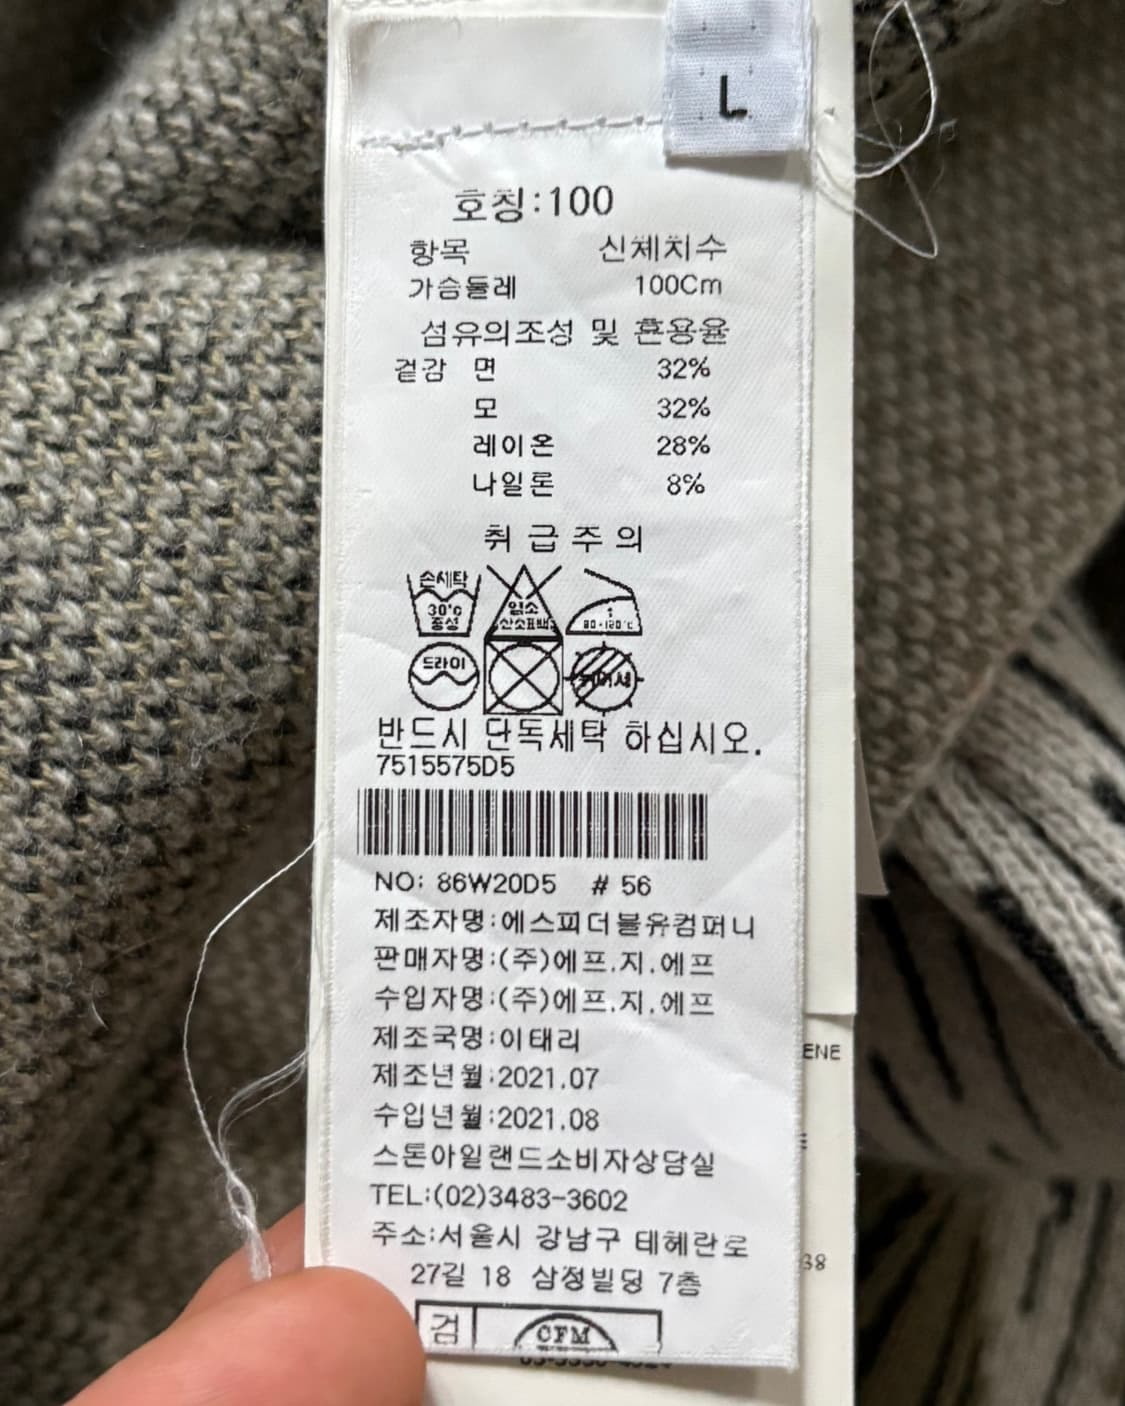 L
호칭:100
항목 신체치수
가슴둘레 100Cm
섬유의조성 및 혼용율
겉감 면 32%
모 32%
레이온 28%
나일론 8%
취급주의
손세탁
30°C
중성
염소
산소표백
1
80-120°C
드라이
반드시 단독세탁 하십시오.
7515575D5
NO: 86W20D5 # 56
제조자명:에스피더블유컴퍼니
판매자명:(주)에프.지.에프
수입자명:(주)에프.지.에프
제조국명:이태리
제조년월:2021.07
수입년월:2021.08
스톤아일랜드소비자상담실
TEL:(02)3483-3602
주소:서울시 강남구 테헤란로
27길 18 삼정빌딩 7층
검 CFM
ENE
38